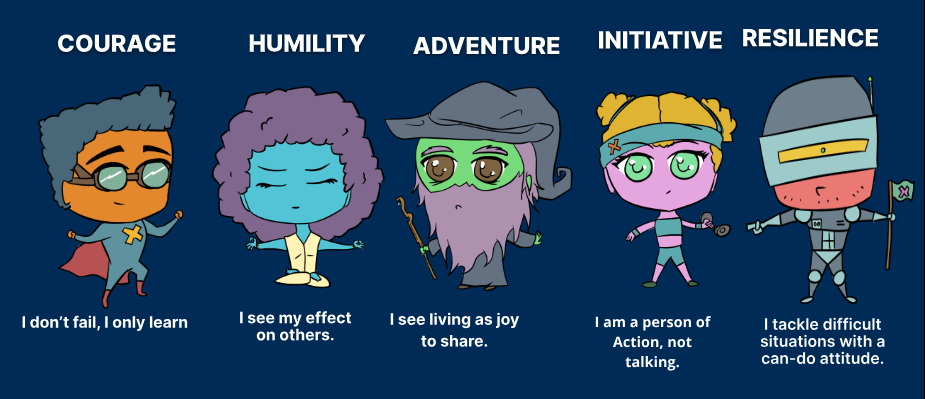 COURAGE
HUMILITY
ADVENTURE
INITIATIVE
RESILIENCE
I don't fail, I only learn
I see my effect
on others.
I see living as joy
to share.
I am a person of
Action, not
talking.
I tackle difficult
situations with a
can-do attitude.